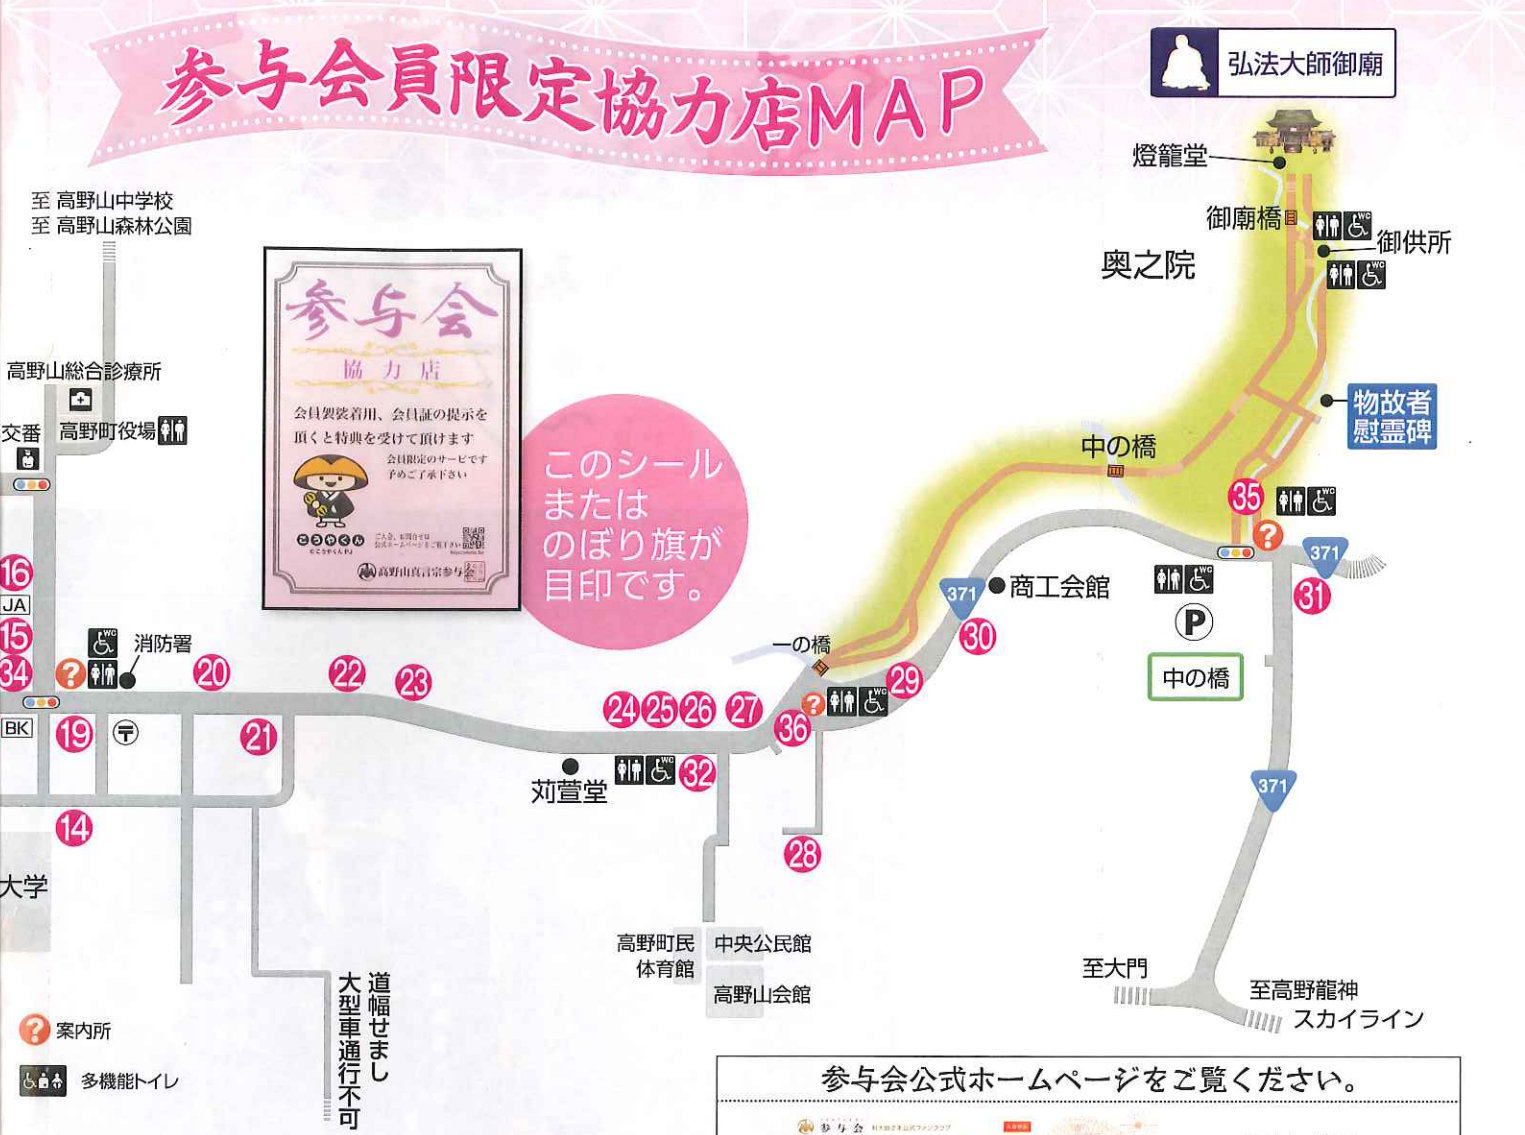 参与会員限定協力店MAP
弘法大師御廟
燈籠堂
御廟橋
WC
御供所
WC
奥之院
至 高野山中学校
至 高野山森林公園
参与会
協力店
会員袈裟着用、会員証の提示を
頂くと特典を受けて頂けます
会員限定のサービスです
予めご了承下さい
こうやくん
高野山真言宗参与会
このシール
または
のぼり旗が
目印です。
高野山総合診療所
交番
高野町役場
物故者
慰霊碑
中の橋
35
WC
?
371
31
WC
P
中の橋
371
商工会館
30
一の橋
29
?
WC
36
16
JA
15
34
?
WC
消防署
20
22
23
24
25
26
27
BK
19
〒
21
苅萱堂
WC
32
14
28
371
大学
高野町民
体育館
中央公民館
高野山会館
道幅せまし
大型車通行不可
至大門
至高野龍神
スカイライン
? 案内所
多機能トイレ
参与会公式ホームページをご覧ください。
参与会